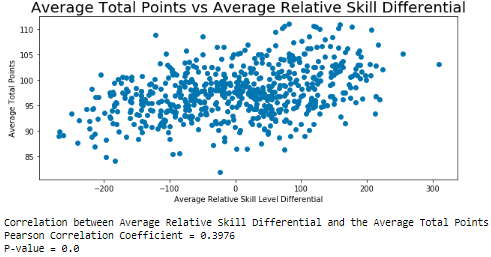 Average Total Points vs Average Relative Skill Differential
110
105
100
95
90
85
Average Total Points
−200
−100
0
100
200
300
Average Relative Skill Level Differential
Correlation between Average Relative Skill Differential and the Average Total Points
Pearson Correlation Coefficient = 0.3976
P-value = 0.0